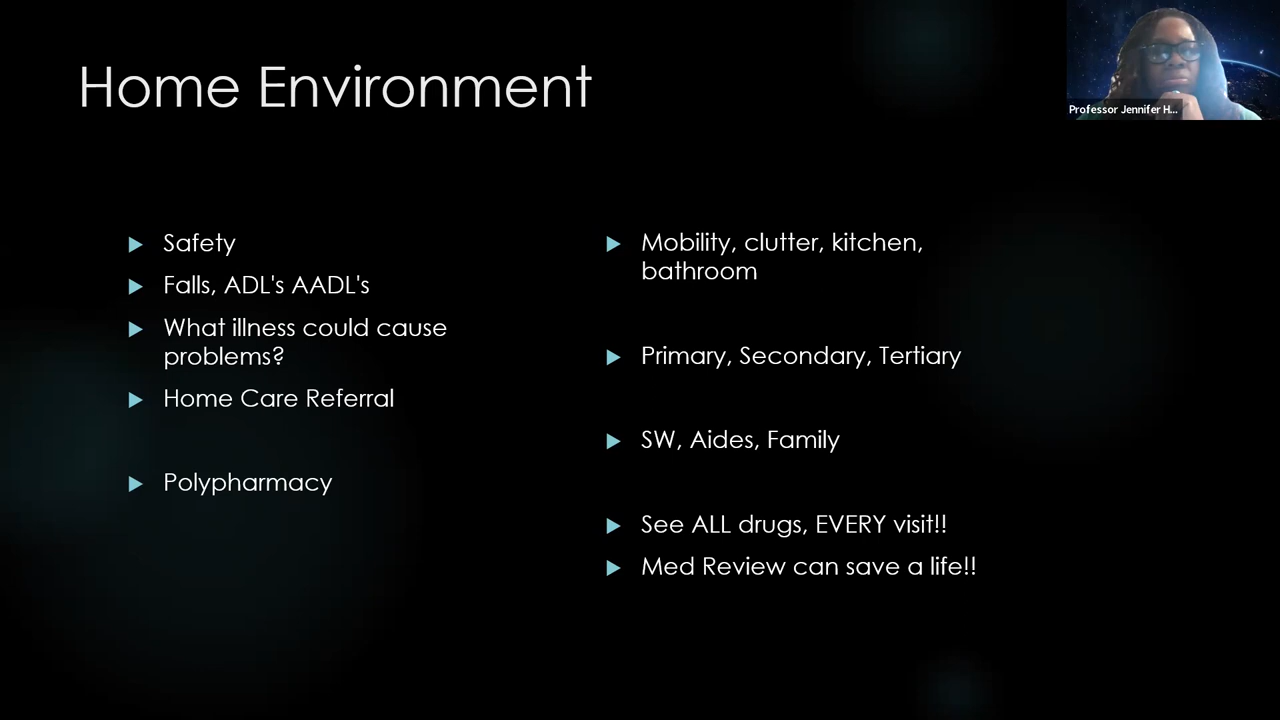 Home Environment
Professor Jennifer H...
Safety
Falls, ADL's AADL's
What illness could cause
problems?
Home Care Referral
Polypharmacy
Mobility, clutter, kitchen,
bathroom
Primary, Secondary, Tertiary
SW, Aides, Family
See ALL drugs, EVERY visit!!
Med Review can save a life!!